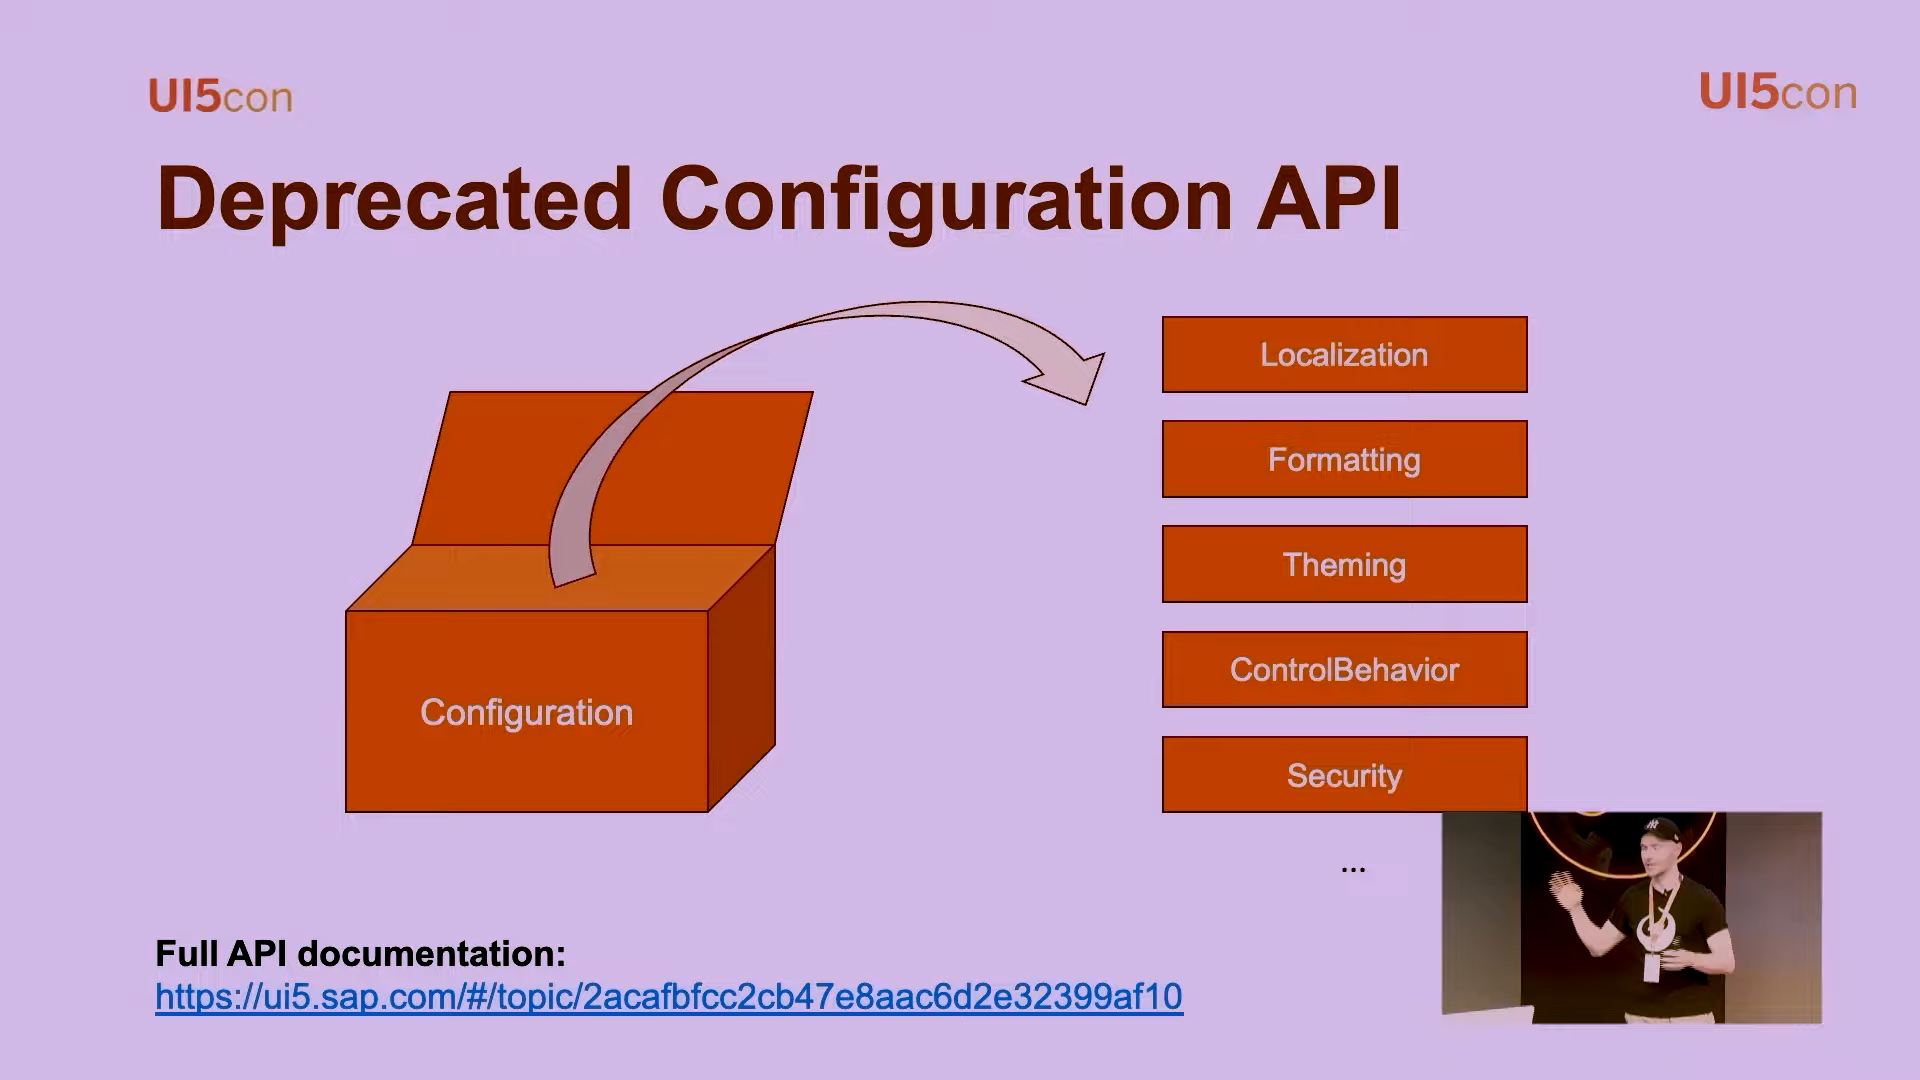 UI5con
UI5con
Deprecated Configuration API
Localization
Formatting
Theming
ControlBehavior
Security
...
Configuration
Full API documentation:
https://ui5.sap.com/#/topic/2acafbfcc2cb47e8aac6d2e32399af10